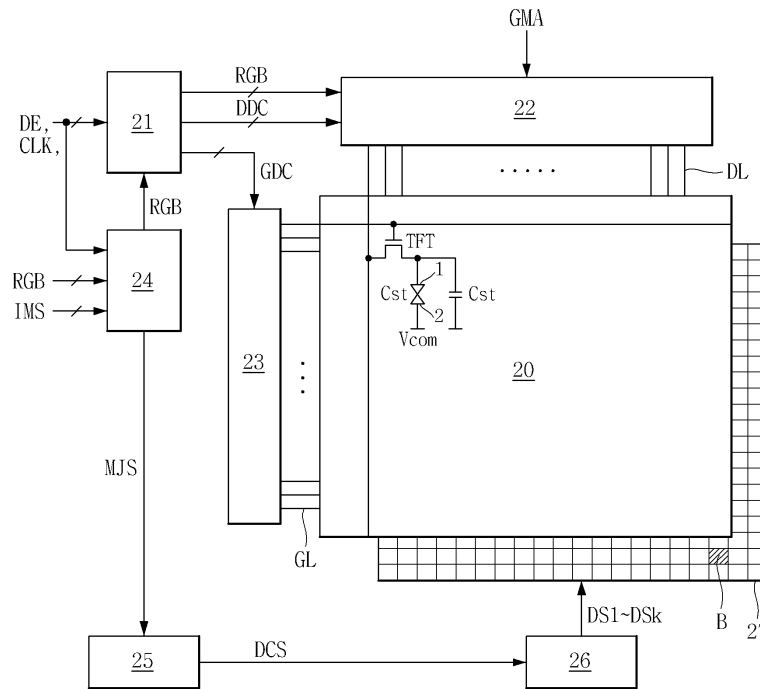 GMA
RGB
DDC
GDC
DE,
CLK,
21
22
DL
RGB
RGB
IMS
24
TFT
1
Cst
2
Cst
Vcom
23
20
MJS
GL
B
DS1~DSk
25
DCS
26